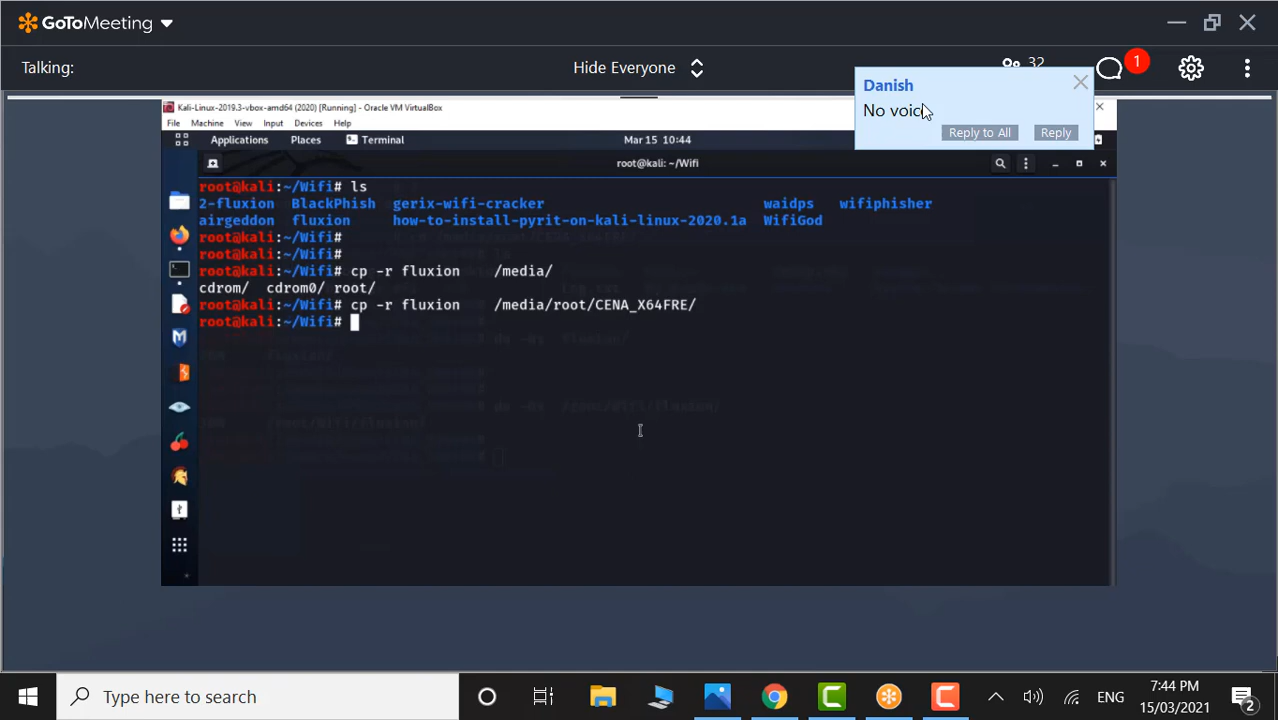 GoToMeeting
Talking:
Hide Everyone
32
1
Danish
No voic
Reply to All
Reply
Kali-Linux-2019.3-vbox-amd64 (2020) [Running] - Oracle VM VirtualBox
File Machine View Input Devices Help
Applications Places Terminal Mar 15 10:44
root@kali: ~/Wifi
root@kali:~/Wifi# ls
2-fluxion BlackPhish gerix-wifi-cracker waidps wifiphisher
airgeddon fluxion how-to-install-pyrit-on-kali-linux-2020.1a WifiGod
root@kali:~/Wifi#
root@kali:~/Wifi#
root@kali:~/Wifi# cp -r fluxion /media/
cdrom/ cdrom0/ root/
root@kali:~/Wifi# cp -r fluxion /media/root/CENA_X64FRE/
root@kali:~/Wifi#
Type here to search
ENG
7:44 PM
15/03/2021
2